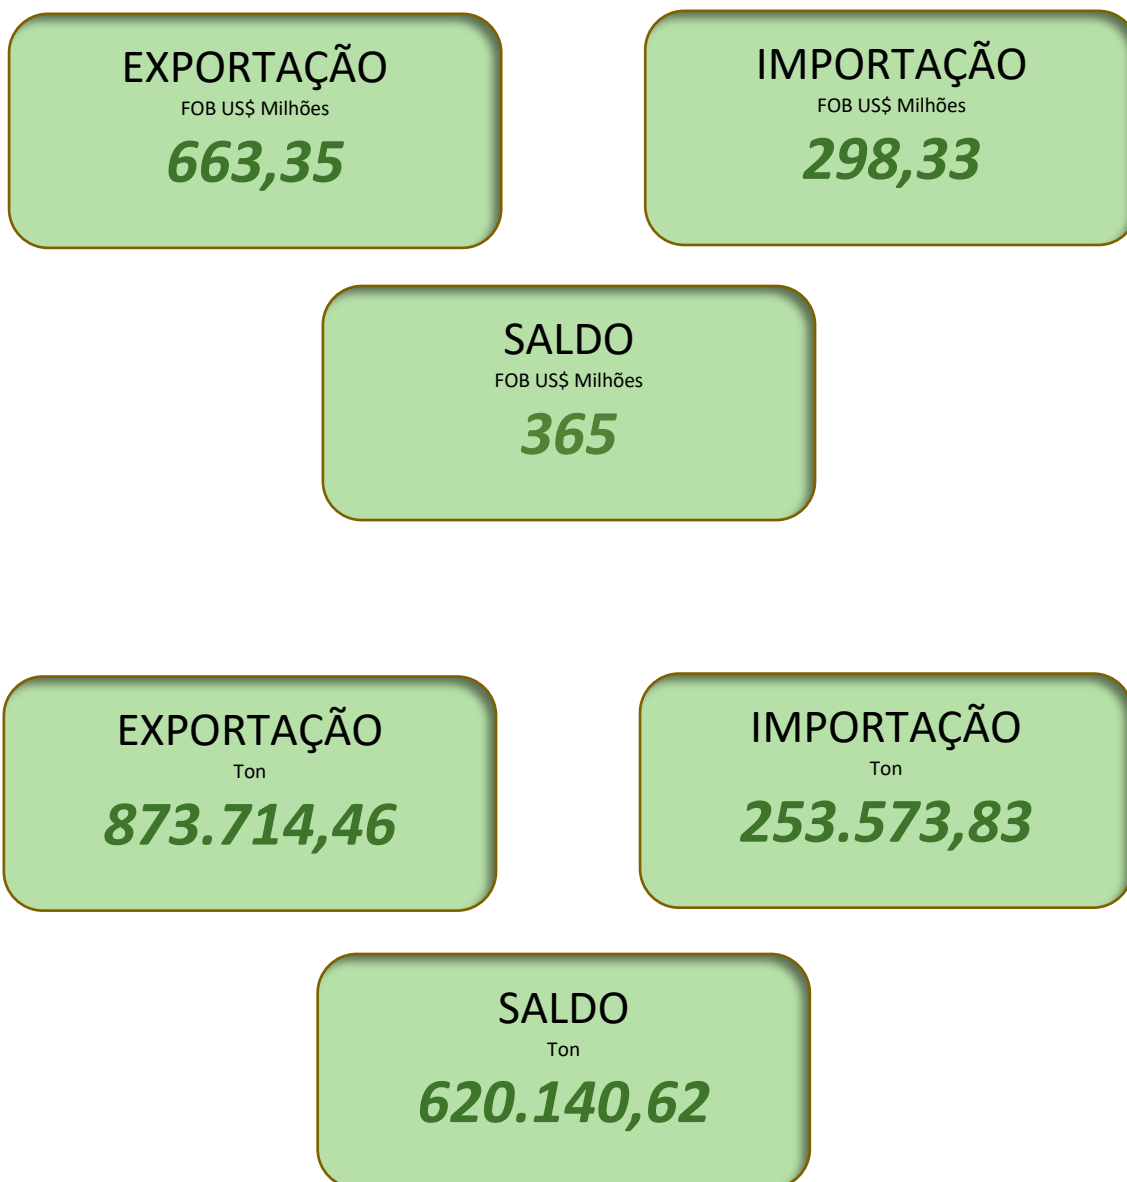 EXPORTAÇÃO
FOB US$ Milhões
663,35
IMPORTAÇÃO
FOB US$ Milhões
298,33
SALDO
FOB US$ Milhões
365
EXPORTAÇÃO
Ton
873.714,46
IMPORTAÇÃO
Ton
253.573,83
SALDO
Ton
620.140,62